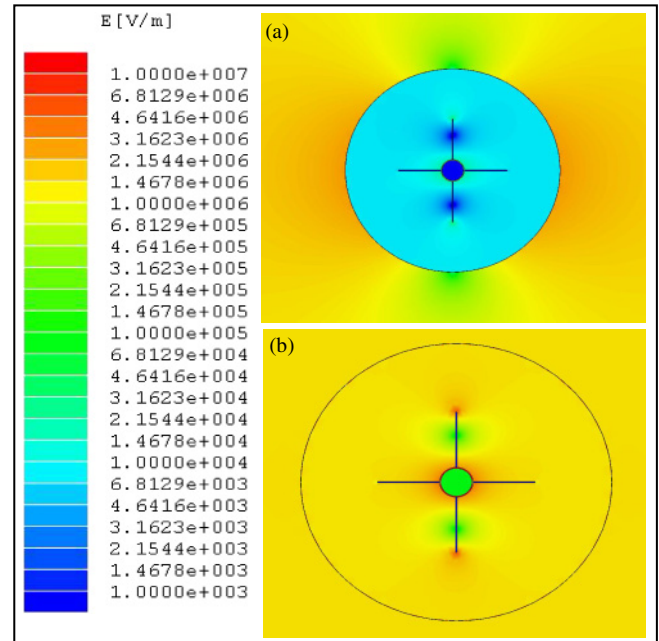 E[V/m]
1.0000e+007
6.8129e+006
4.6416e+006
3.1623e+006
2.1544e+006
1.4678e+006
1.0000e+006
6.8129e+005
4.6416e+005
3.1623e+005
2.1544e+005
1.4678e+005
1.0000e+005
6.8129e+004
4.6416e+004
3.1623e+004
2.1544e+004
1.4678e+004
1.0000e+004
6.8129e+003
4.6416e+003
3.1623e+003
2.1544e+003
1.4678e+003
1.0000e+003
(a)
(b)